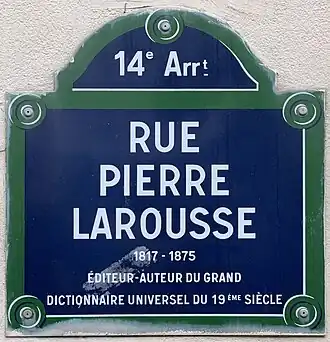 14e Arrt
RUE
PIERRE
LAROUSSE
1817 - 1875
ÉDITEUR-AUTEUR DU GRAND
DICTIONNAIRE UNIVERSEL DU 19ÈME SIÈCLE